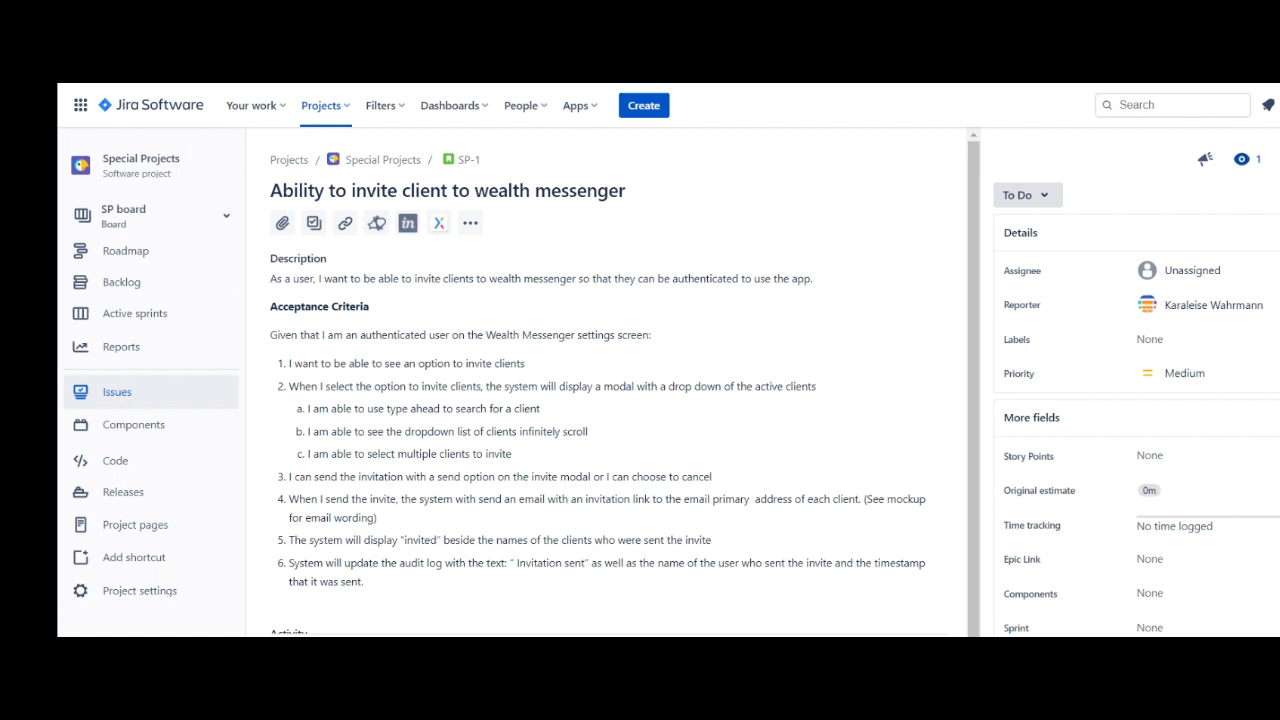 Jira Software
Your work
Projects
Filters
Dashboards
People
Apps
Create
Search
Special Projects
Software project
SP board
Board
Roadmap
Backlog
Active sprints
Reports
Issues
Components
Code
Releases
Project pages
Add shortcut
Project settings
Projects / Special Projects / SP-1
Ability to invite client to wealth messenger
in
Description
As a user, I want to be able to invite clients to wealth messenger so that they can be authenticated to use the app.
Acceptance Criteria
Given that I am an authenticated user on the Wealth Messenger settings screen:
1. I want to be able to see an option to invite clients
2. When I select the option to invite clients, the system will display a modal with a drop down of the active clients
a. I am able to use type ahead to search for a client
b. I am able to see the dropdown list of clients infinitely scroll
c. I am able to select multiple clients to invite
3. I can send the invitation with a send option on the invite modal or I can choose to cancel
4. When I send the invite, the system with send an email with an invitation link to the email primary address of each client. (See mockup
for email wording)
5. The system will display "invited" beside the names of the clients who were sent the invite
6. System will update the audit log with the text: " Invitation sent" as well as the name of the user who sent the invite and the timestamp
that it was sent.
Activity
1
To Do
Details
Assignee
Unassigned
Reporter
Karaleise Wahrmann
Labels
None
Priority
Medium
More fields
Story Points
None
Original estimate
0m
Time tracking
No time logged
Epic Link
None
Components
None
Sprint
None